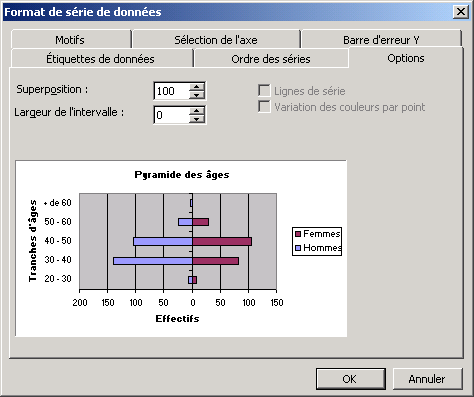 Format de série de données
Motifs Sélection de l'axe Barre d'erreur Y
Étiquettes de données Ordre des séries Options
Superposition : 100
Largeur de l'intervalle : 0
Lignes de série
Variation des couleurs par point
Pyramide des âges
Tranches d'âges
+ de 60
50 - 60
40 - 50
30 - 40
20 - 30
200 150 100 50 0 50 100 150
Effectifs
Femmes
Hommes
OK Annuler